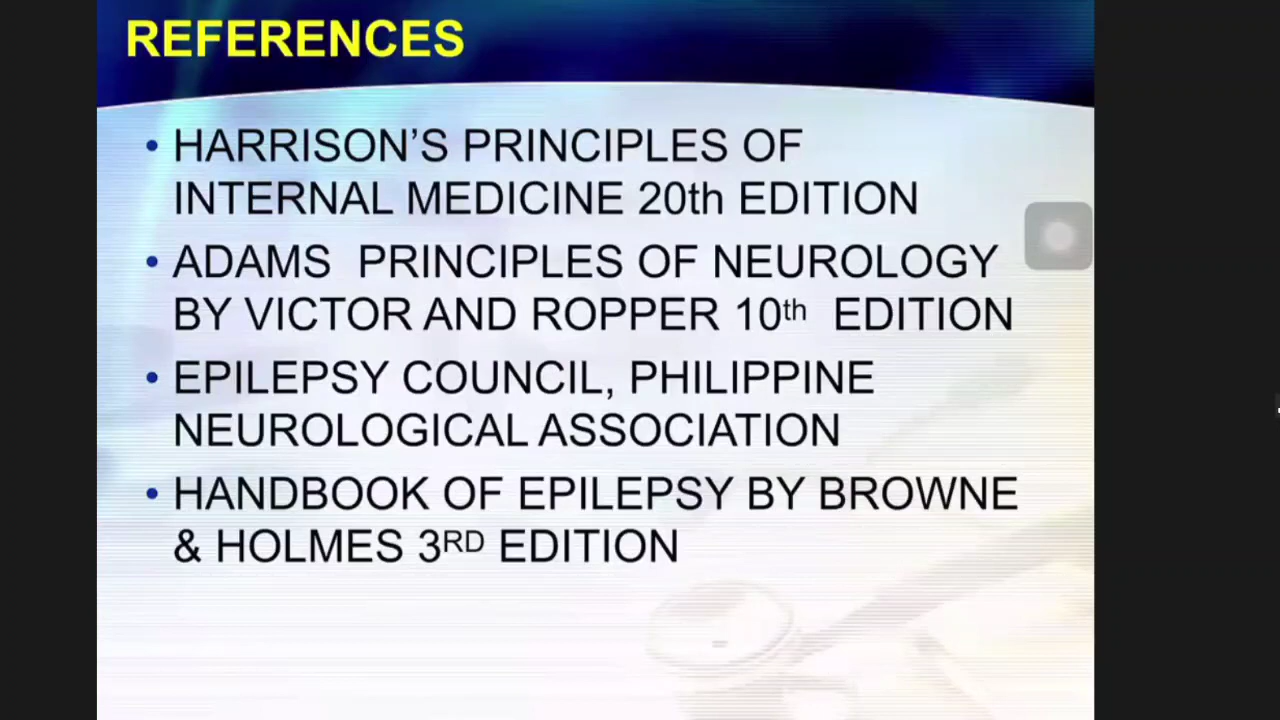 REFERENCES
• HARRISON’S PRINCIPLES OF
INTERNAL MEDICINE 20th EDITION
• ADAMS PRINCIPLES OF NEUROLOGY
BY VICTOR AND ROPPER 10th EDITION
• EPILEPSY COUNCIL, PHILIPPINE
NEUROLOGICAL ASSOCIATION
• HANDBOOK OF EPILEPSY BY BROWNE
& HOLMES 3RD EDITION